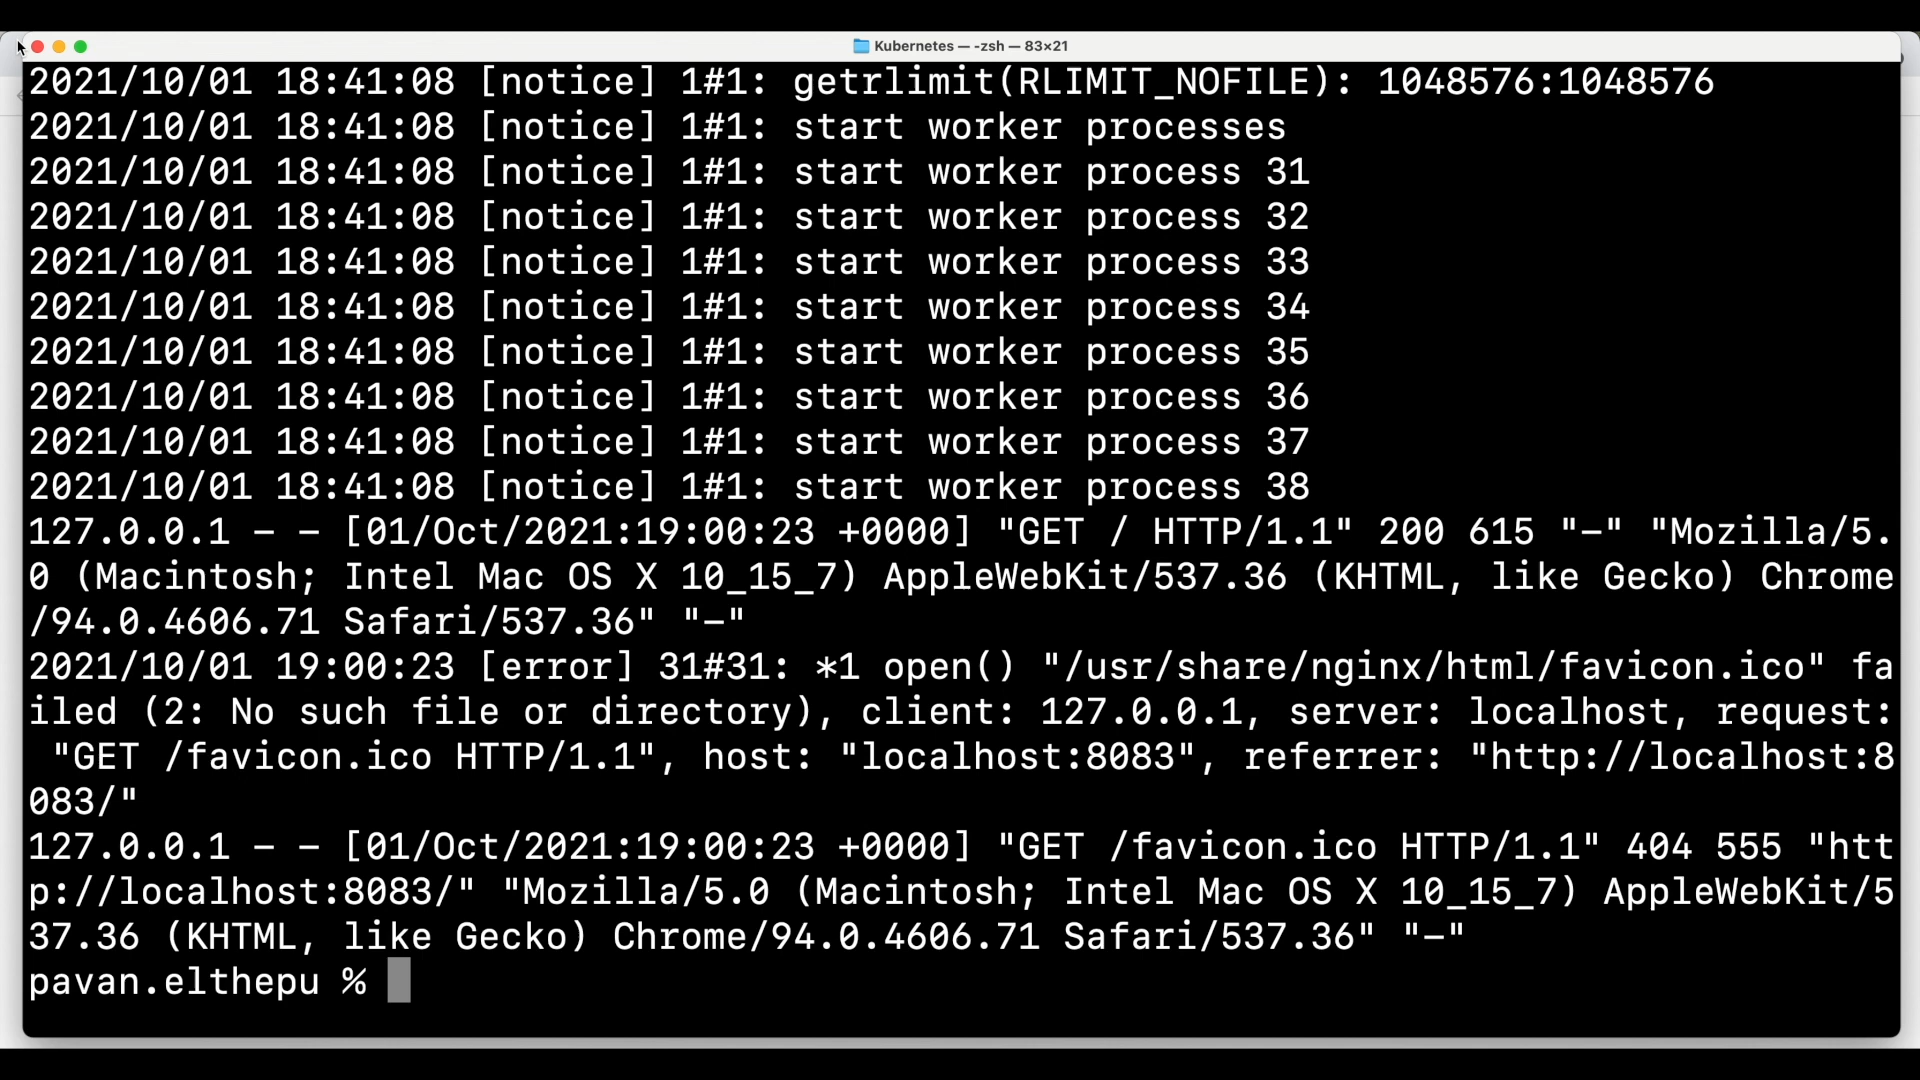 Kubernetes — -zsh — 83×21
2021/10/01 18:41:08 [notice] 1#1: getrlimit(RLIMIT_NOFILE): 1048576:1048576
2021/10/01 18:41:08 [notice] 1#1: start worker processes
2021/10/01 18:41:08 [notice] 1#1: start worker process 31
2021/10/01 18:41:08 [notice] 1#1: start worker process 32
2021/10/01 18:41:08 [notice] 1#1: start worker process 33
2021/10/01 18:41:08 [notice] 1#1: start worker process 34
2021/10/01 18:41:08 [notice] 1#1: start worker process 35
2021/10/01 18:41:08 [notice] 1#1: start worker process 36
2021/10/01 18:41:08 [notice] 1#1: start worker process 37
2021/10/01 18:41:08 [notice] 1#1: start worker process 38
127.0.0.1 - - [01/Oct/2021:19:00:23 +0000] "GET / HTTP/1.1" 200 615 "-" "Mozilla/5.
0 (Macintosh; Intel Mac OS X 10_15_7) AppleWebKit/537.36 (KHTML, like Gecko) Chrome
/94.0.4606.71 Safari/537.36" "-"
2021/10/01 19:00:23 [error] 31#31: *1 open() "/usr/share/nginx/html/favicon.ico" fa
iled (2: No such file or directory), client: 127.0.0.1, server: localhost, request:
 "GET /favicon.ico HTTP/1.1", host: "localhost:8083", referrer: "http://localhost:8
083/"
127.0.0.1 - - [01/Oct/2021:19:00:23 +0000] "GET /favicon.ico HTTP/1.1" 404 555 "htt
p://localhost:8083/" "Mozilla/5.0 (Macintosh; Intel Mac OS X 10_15_7) AppleWebKit/5
37.36 (KHTML, like Gecko) Chrome/94.0.4606.71 Safari/537.36" "-"
pavan.elthepu %